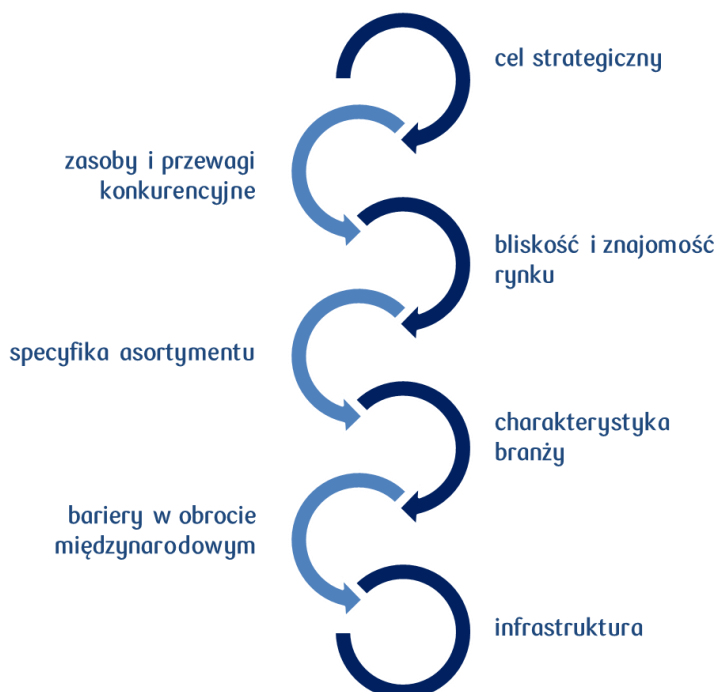 cel strategiczny
zasoby i przewagi
konkurencyjne
bliskość i znajomość
rynku
specyfika asortymentu
charakterystyka
branży
bariery w obrocie
międzynarodowym
infrastruktura